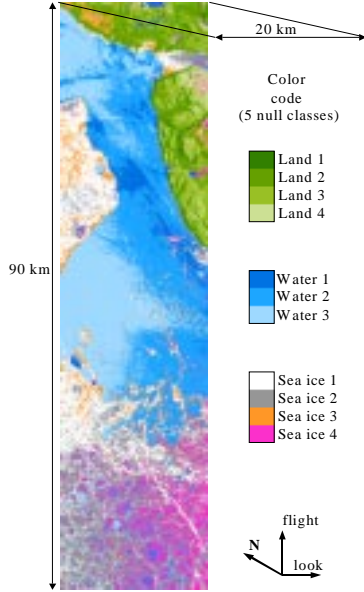 20 km
Color
code
(5 null classes)
Land 1
Land 2
Land 3
Land 4
90 km
Water 1
Water 2
Water 3
Sea ice 1
Sea ice 2
Sea ice 3
Sea ice 4
flight
N
look